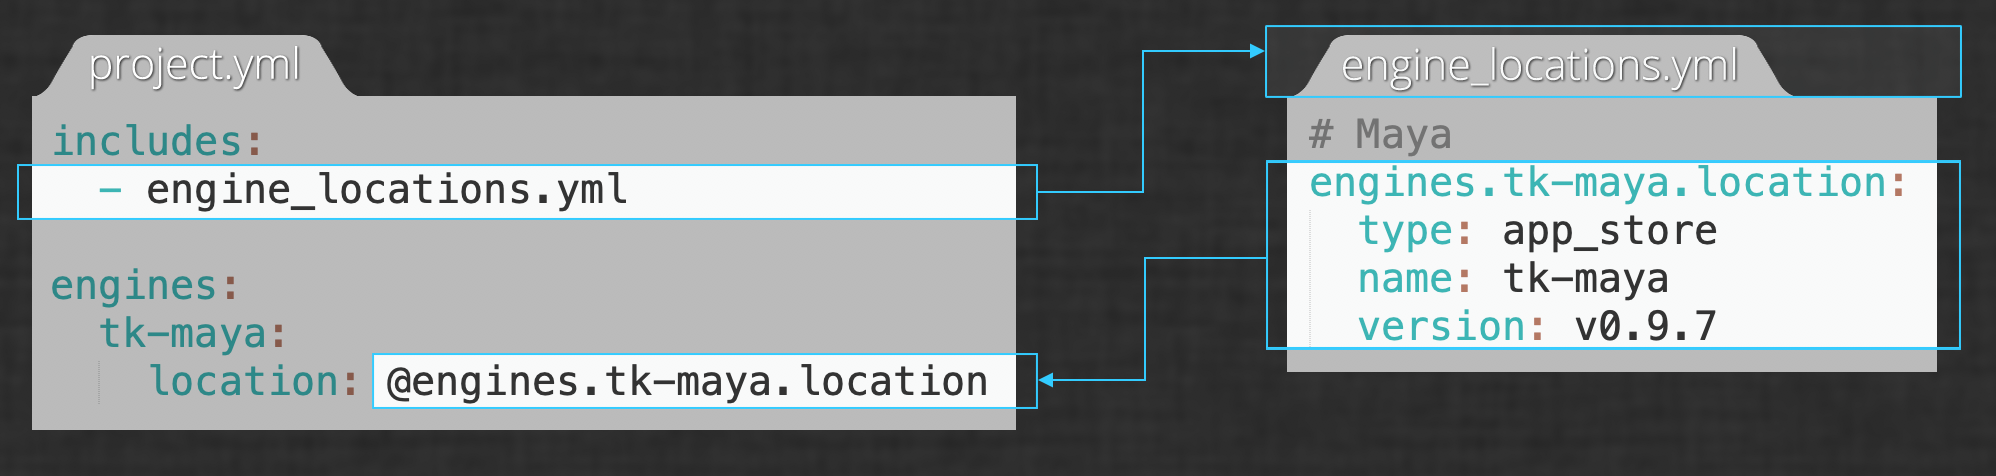 project.yml
includes:
  - engine_locations.yml
engines:
  tk-maya:
    location: @engines.tk-maya.location
engine_locations.yml
# Maya
engines.tk-maya.location:
  type: app_store
  name: tk-maya
  version: v0.9.7